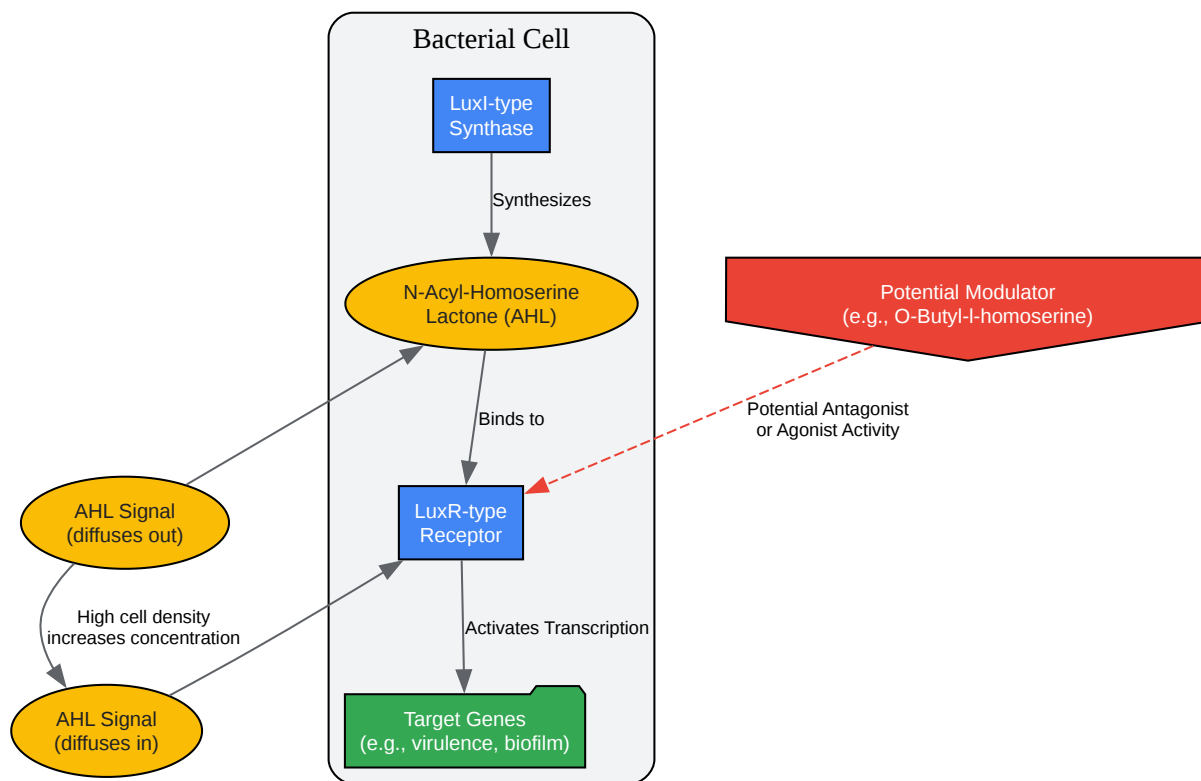 Bacterial Cell
LuxI-type
Synthase
Synthesizes
N-Acyl-Homoserine
Lactone (AHL)
Potential Modulator
(e.g., O-Butyl-l-homoserine)
Binds to
Potential Antagonist
or Agonist Activity
AHL Signal
(diffuses out)
LuxR-type
Receptor
High cell density
increases concentration
Activates Transcription
AHL Signal
(diffuses in)
Target Genes
(e.g., virulence, biofilm)